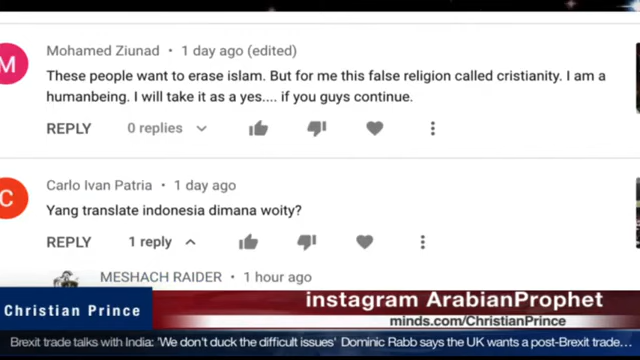 M
Mohamed Ziunad • 1 day ago (edited)
These people want to erase islam. But for me this false religion called cristianity. I am a
humanbeing. I will take it as a yes.... if you guys continue.
REPLY 0 replies
C
Carlo Ivan Patria • 1 day ago
Yang translate indonesia dimana woity?
REPLY 1 reply
MESHACH RAIDER • 1 hour ago
Christian Prince
instagram ArabianProphet
minds.com/ChristianPrince
Brexit trade talks with India: 'We don't duck the difficult issues' Dominic Rabb says the UK wants a post-Brexit trade…